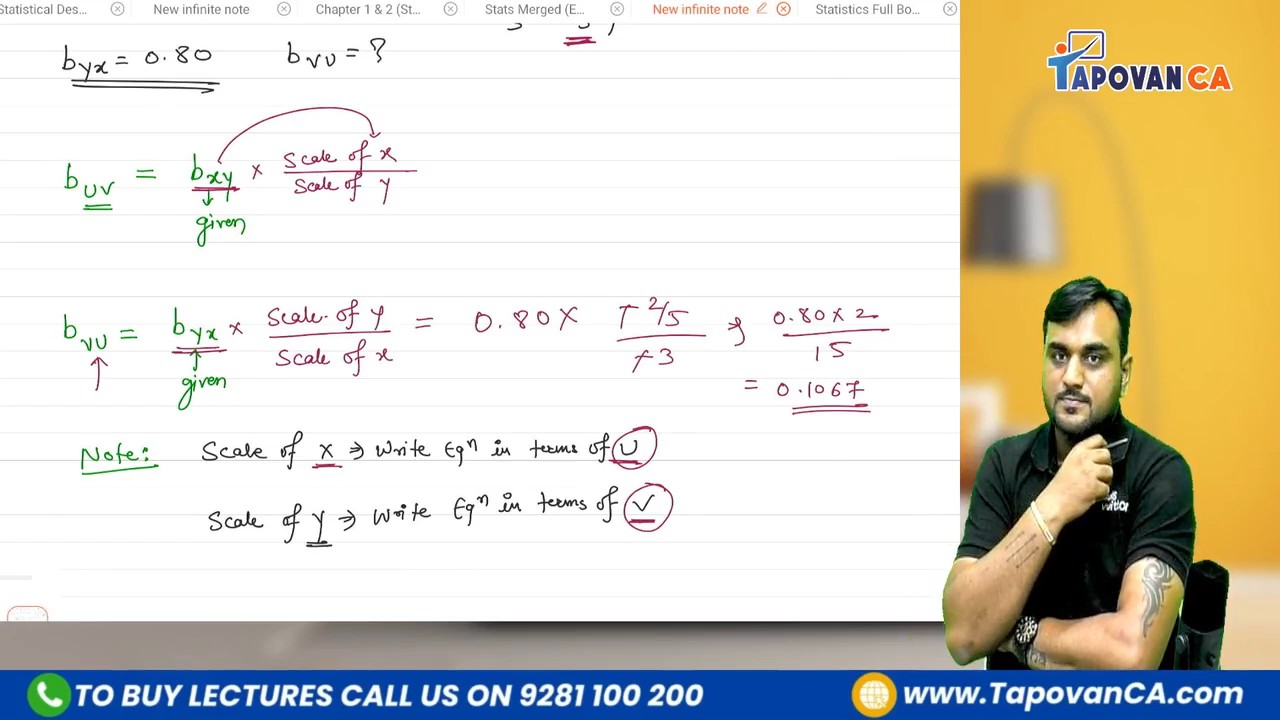 Statistical Des...
New infinite note
Chapter 1 & 2 (St...
Stats Merged (E...
New infinite note
Statistics Full Bo...
TAPOVAN CA
byx = 0.80 bvu = ?
buv = bxy × Scale of x / Scale of y
given
bvu = byx × Scale of y / Scale of x = 0.80 × +2/5 / +3 ⇒ 0.80 × 2 / 15
given
= 0.1067
Note: Scale of x ⇒ Write Eqn in terms of U
Scale of y ⇒ Write Eqn in terms of V
TO BUY LECTURES CALL US ON 9281 100 200
www.TapovanCA.com